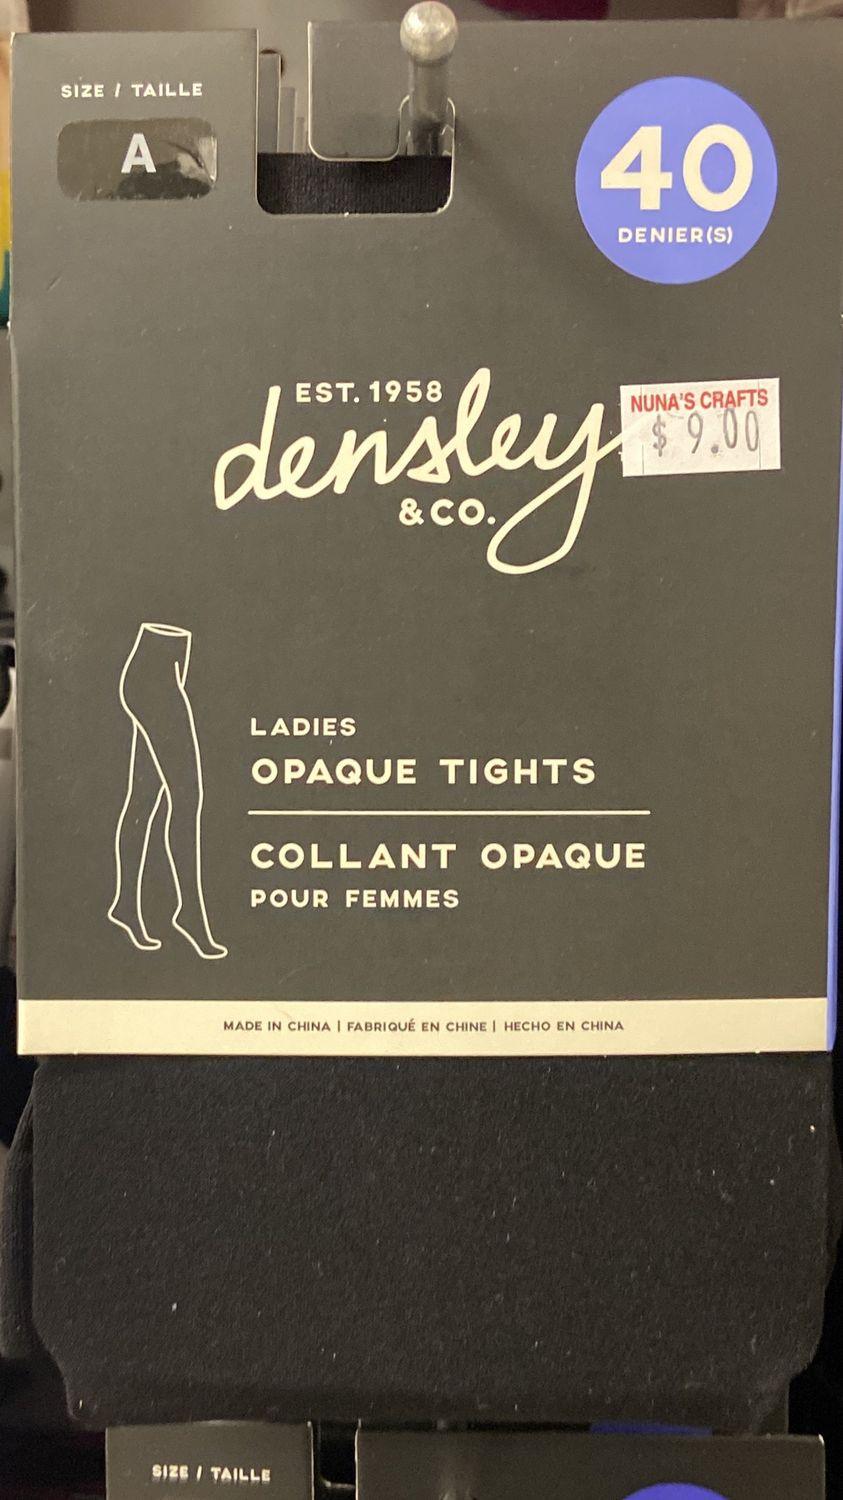 SIZE / TAILLE
A
40
DENIER(S)
EST. 1958
densley
& CO.
NUNA'S CRAFTS
$ 9.00
LADIES
OPAQUE TIGHTS
COLLANT OPAQUE
POUR FEMMES
MADE IN CHINA | FABRIQUÉ EN CHINE | HECHO EN CHINA
SIZE / TAILLE